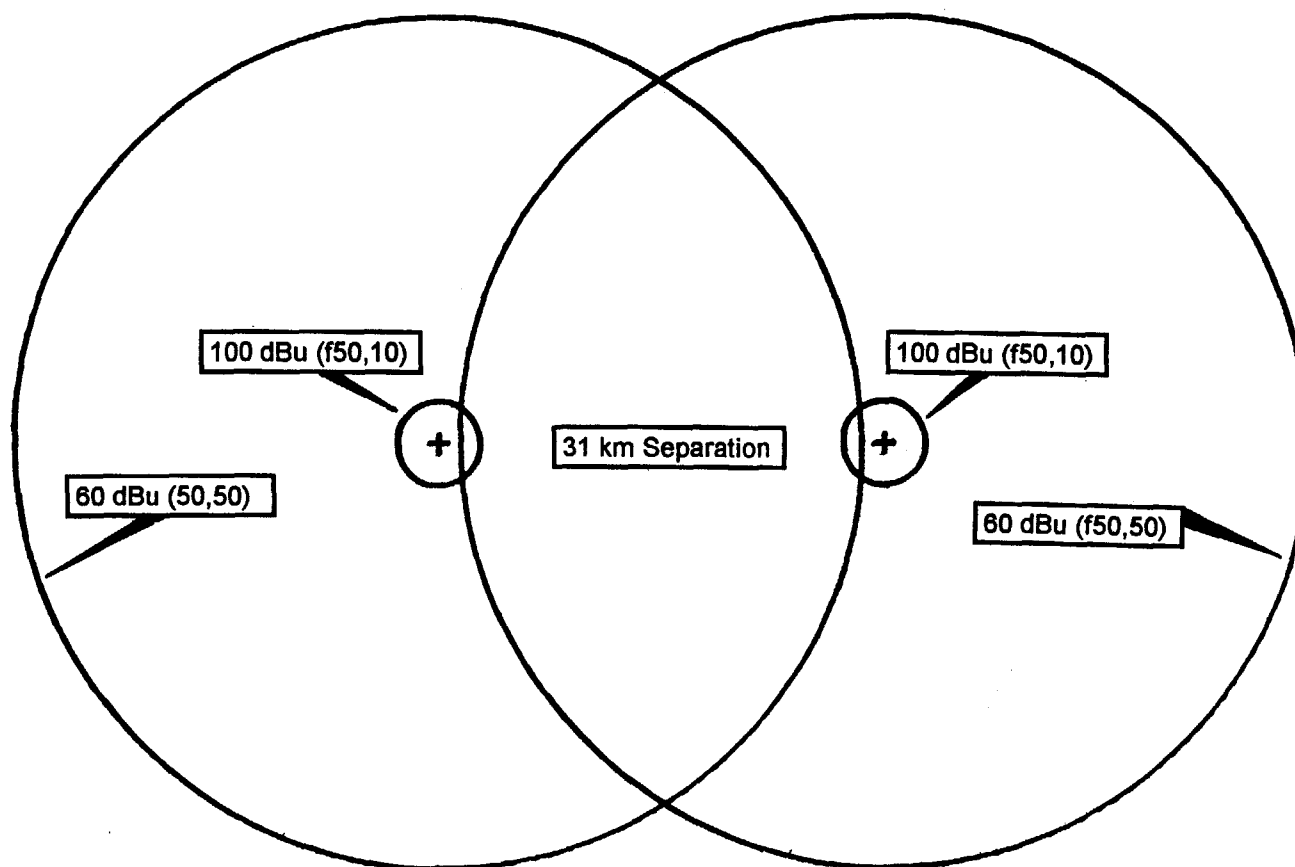 100 dBu (f50,10)
100 dBu (f50,10)
31 km Separation
60 dBu (50,50)
60 dBu (f50,50)